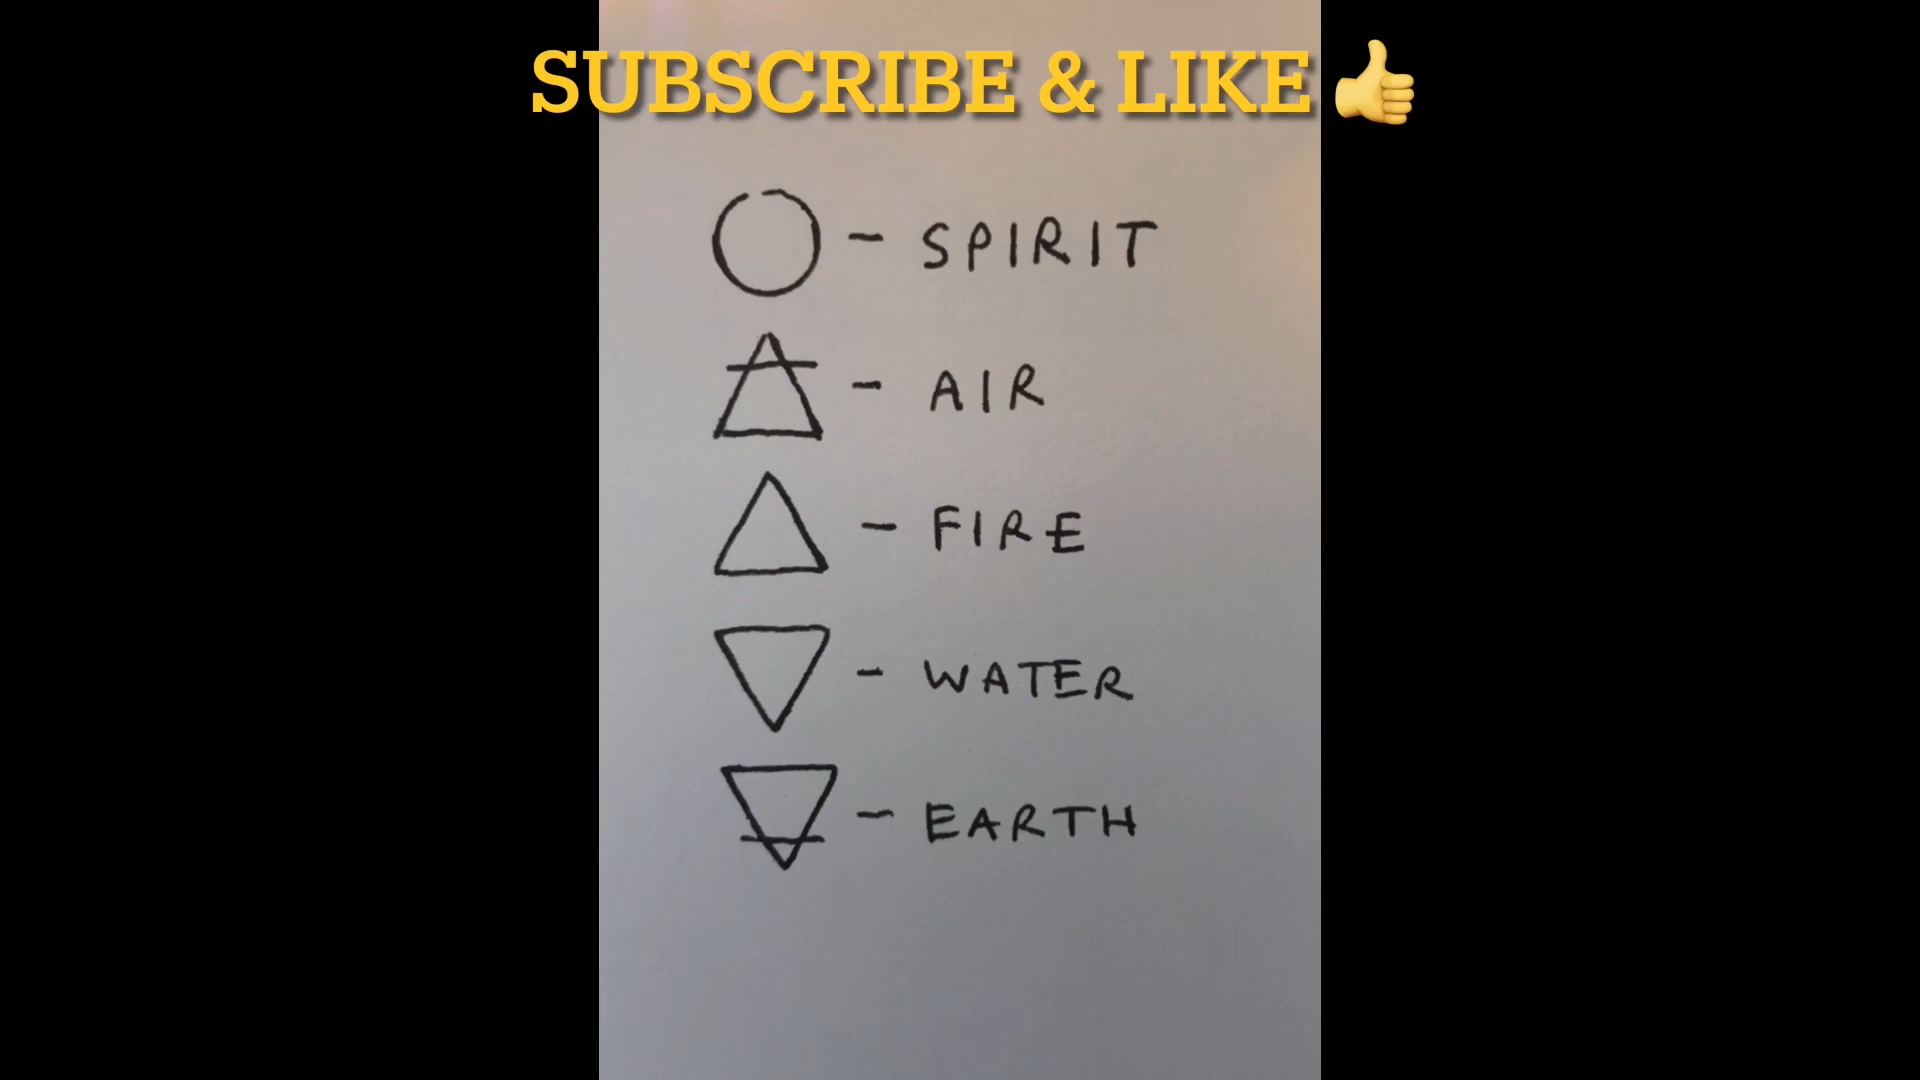 SUBSCRIBE & LIKE 👍
- SPIRIT
- AIR
- FIRE
- WATER
- EARTH